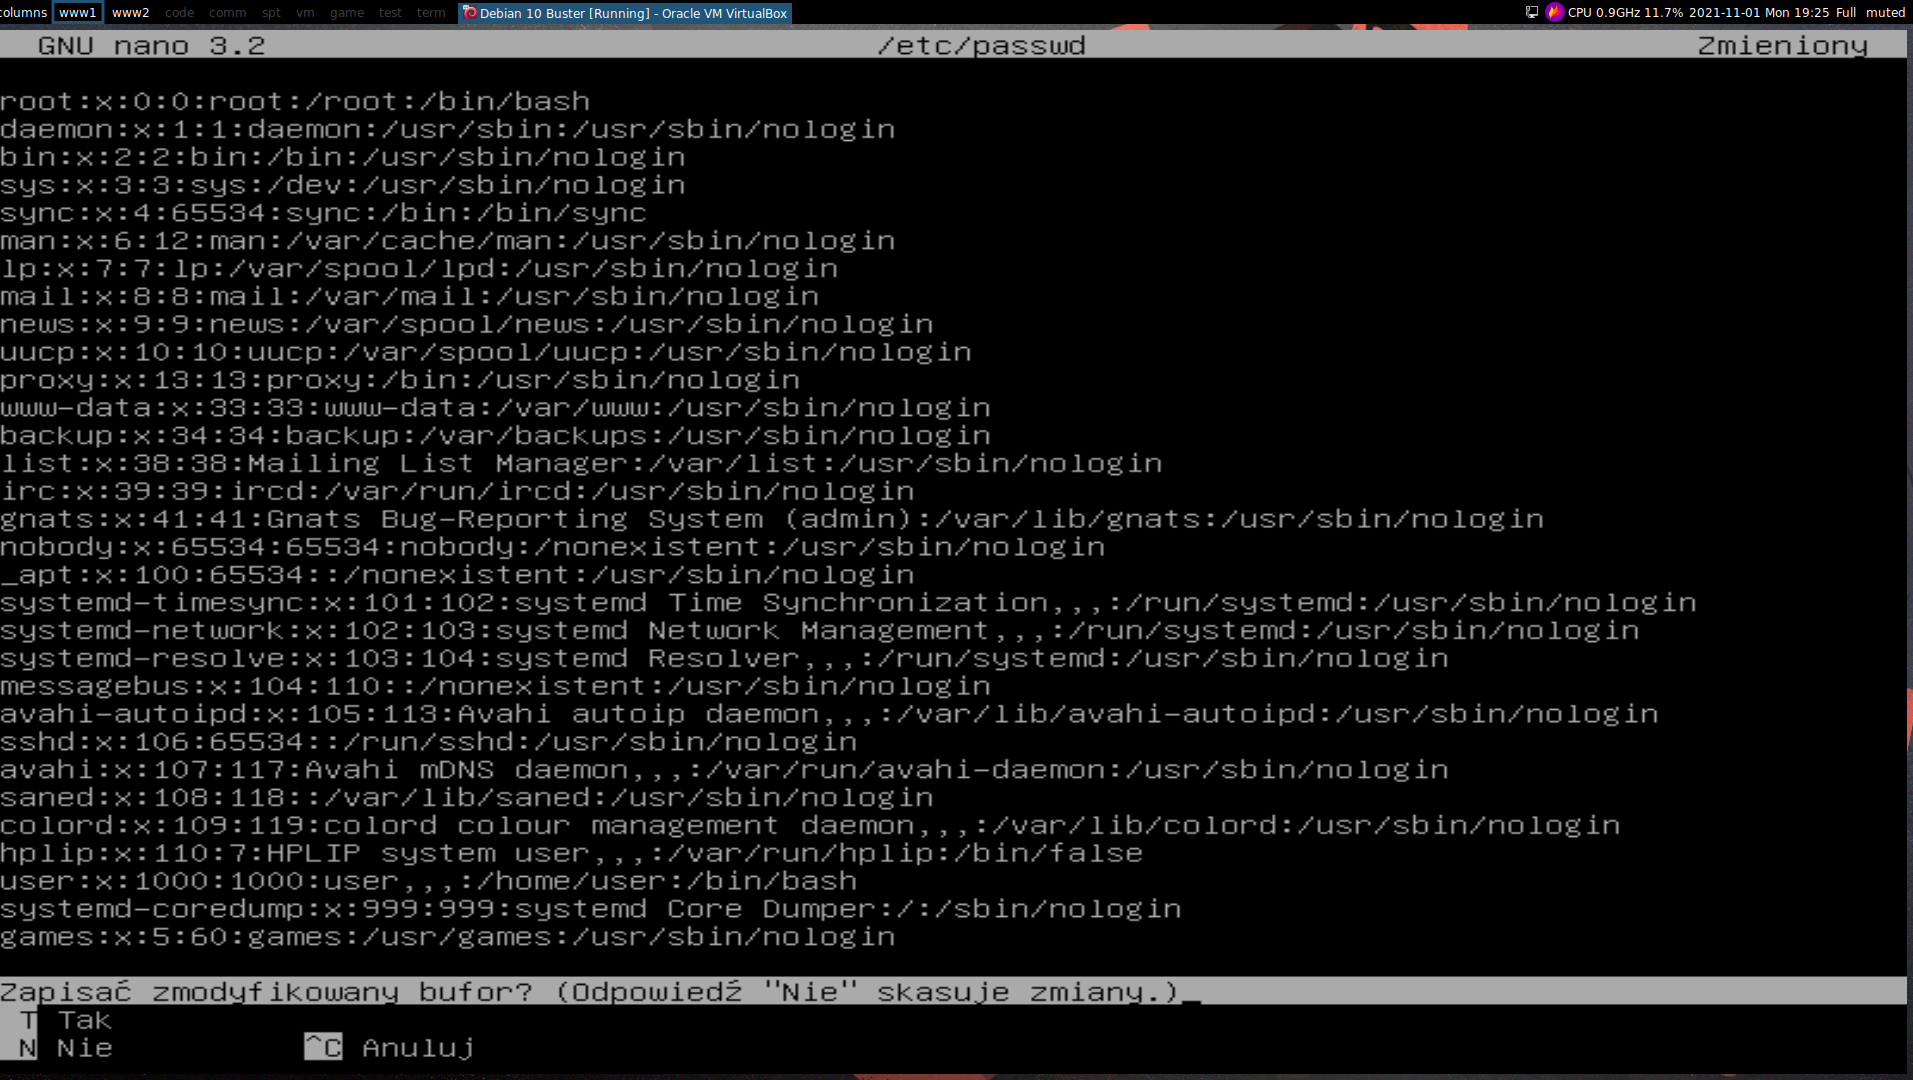 columns www1 www2 code comm spt vm game test term Debian 10 Buster [Running] - Oracle VM VirtualBox CPU 0.9GHz 11.7% 2021-11-01 Mon 19:25 Full muted
GNU nano 3.2 /etc/passwd Zmieniony
root:x:0:0:root:/root:/bin/bash
daemon:x:1:1:daemon:/usr/sbin:/usr/sbin/nologin
bin:x:2:2:bin:/bin:/usr/sbin/nologin
sys:x:3:3:sys:/dev:/usr/sbin/nologin
sync:x:4:65534:sync:/bin:/bin/sync
man:x:6:12:man:/var/cache/man:/usr/sbin/nologin
lp:x:7:7:lp:/var/spool/lpd:/usr/sbin/nologin
mail:x:8:8:mail:/var/mail:/usr/sbin/nologin
news:x:9:9:news:/var/spool/news:/usr/sbin/nologin
uucp:x:10:10:uucp:/var/spool/uucp:/usr/sbin/nologin
proxy:x:13:13:proxy:/bin:/usr/sbin/nologin
www-data:x:33:33:www-data:/var/www:/usr/sbin/nologin
backup:x:34:34:backup:/var/backups:/usr/sbin/nologin
list:x:38:38:Mailing List Manager:/var/list:/usr/sbin/nologin
irc:x:39:39:ircd:/var/run/ircd:/usr/sbin/nologin
gnats:x:41:41:Gnats Bug-Reporting System (admin):/var/lib/gnats:/usr/sbin/nologin
nobody:x:65534:65534:nobody:/nonexistent:/usr/sbin/nologin
_apt:x:100:65534::/nonexistent:/usr/sbin/nologin
systemd-timesync:x:101:102:systemd Time Synchronization,,,:/run/systemd:/usr/sbin/nologin
systemd-network:x:102:103:systemd Network Management,,,:/run/systemd:/usr/sbin/nologin
systemd-resolve:x:103:104:systemd Resolver,,,:/run/systemd:/usr/sbin/nologin
messagebus:x:104:110::/nonexistent:/usr/sbin/nologin
avahi-autoipd:x:105:113:Avahi autoip daemon,,,:/var/lib/avahi-autoipd:/usr/sbin/nologin
sshd:x:106:65534::/run/sshd:/usr/sbin/nologin
avahi:x:107:117:Avahi mDNS daemon,,,:/var/run/avahi-daemon:/usr/sbin/nologin
saned:x:108:118::/var/lib/saned:/usr/sbin/nologin
colord:x:109:119:colord colour management daemon,,,:/var/lib/colord:/usr/sbin/nologin
hplip:x:110:7:HPLIP system user,,,:/var/run/hplip:/bin/false
user:x:1000:1000:user,,,:/home/user:/bin/bash
systemd-coredump:x:999:999:systemd Core Dumper:/:/sbin/nologin
games:x:5:60:games:/usr/games:/usr/sbin/nologin
Zapisać zmodyfikowany bufor? (Odpowiedź "Nie" skasuje zmiany.)
T Tak
N Nie ^C Anuluj